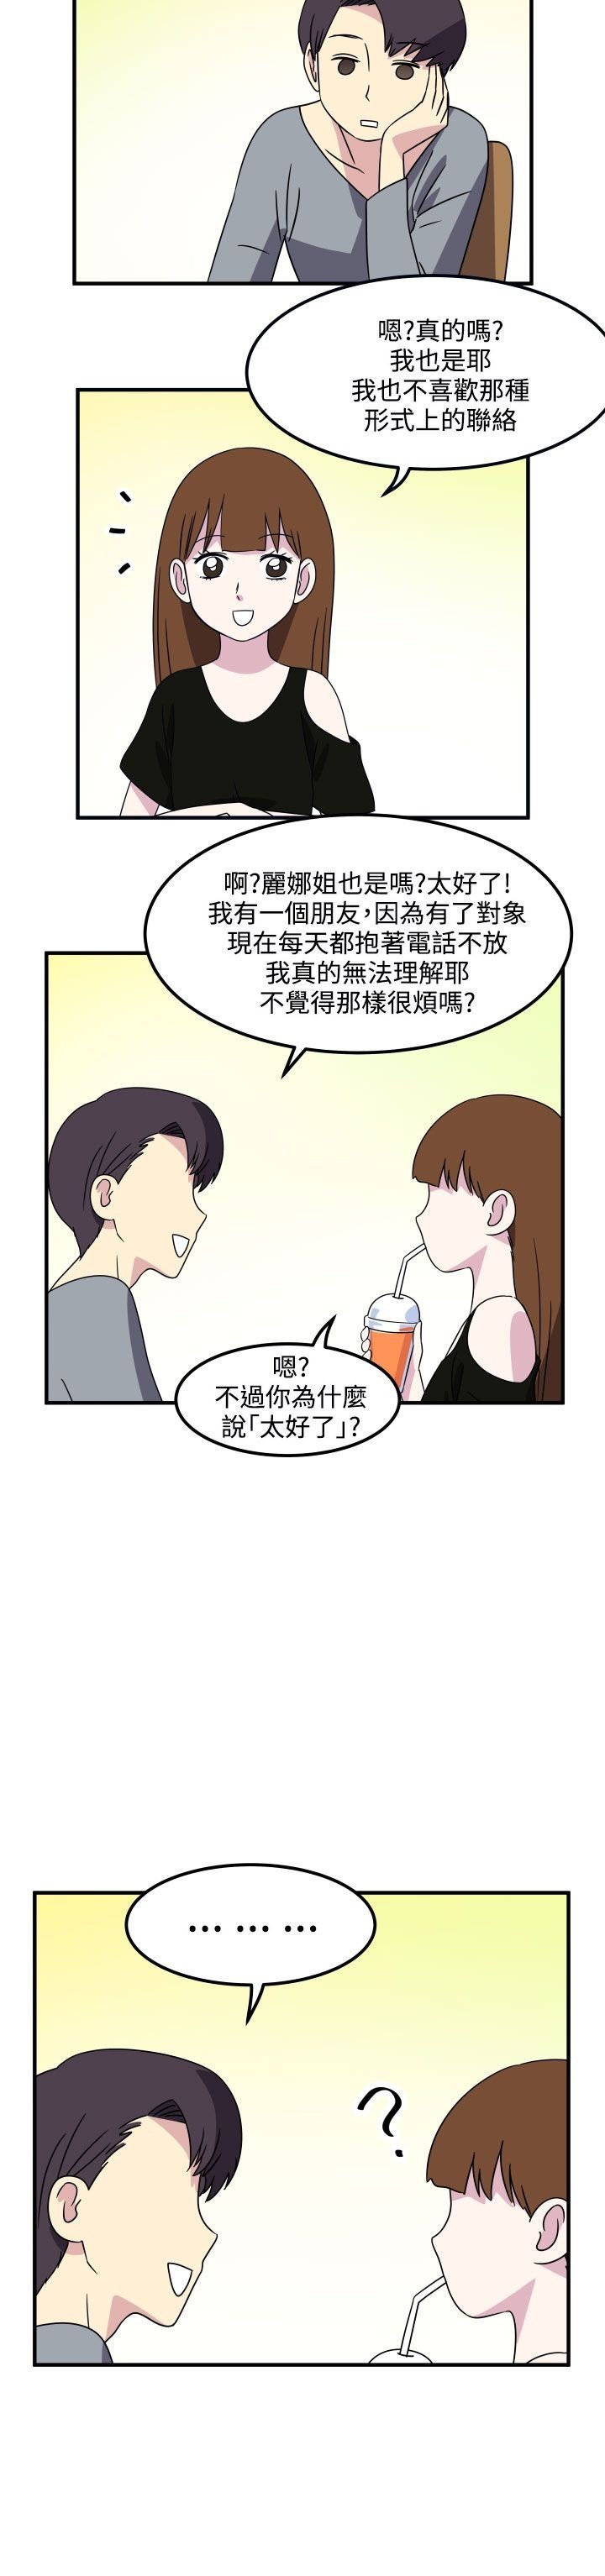 嗯?真的嗎?
我也是耶
我也不喜歡那種
形式上的聯絡
啊?麗娜姐也是嗎?太好了!
我有一個朋友,因為有了對象
現在每天都抱著電話不放
我真的無法理解耶
不覺得那樣很煩嗎?
嗯?
不過你為什麼
說「太好了」?
………
?